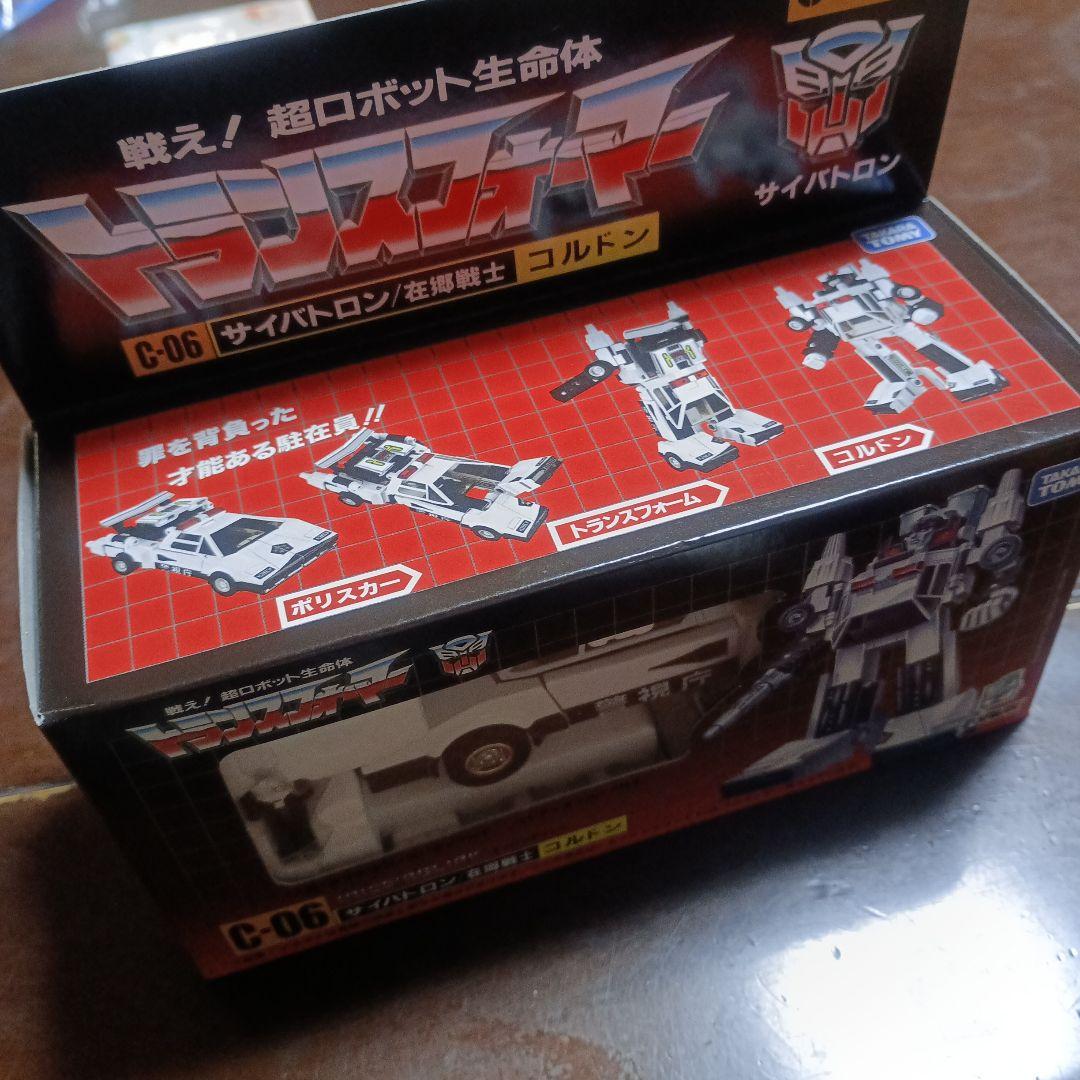 戦え! 超ロボット生命体
トランスフォーマー
サイバトロン
C-06 サイバトロン/在郷戦士 コルドン
TAKARA TOMY
罪を背負った
才能ある駐在員!!
ポリスカー
トランスフォーム
コルドン
警視庁
TAKARA TOMY
戦え! 超ロボット生命体
トランスフォーマー
警視庁
C-06 サイバトロン/在郷戦士 コルドン